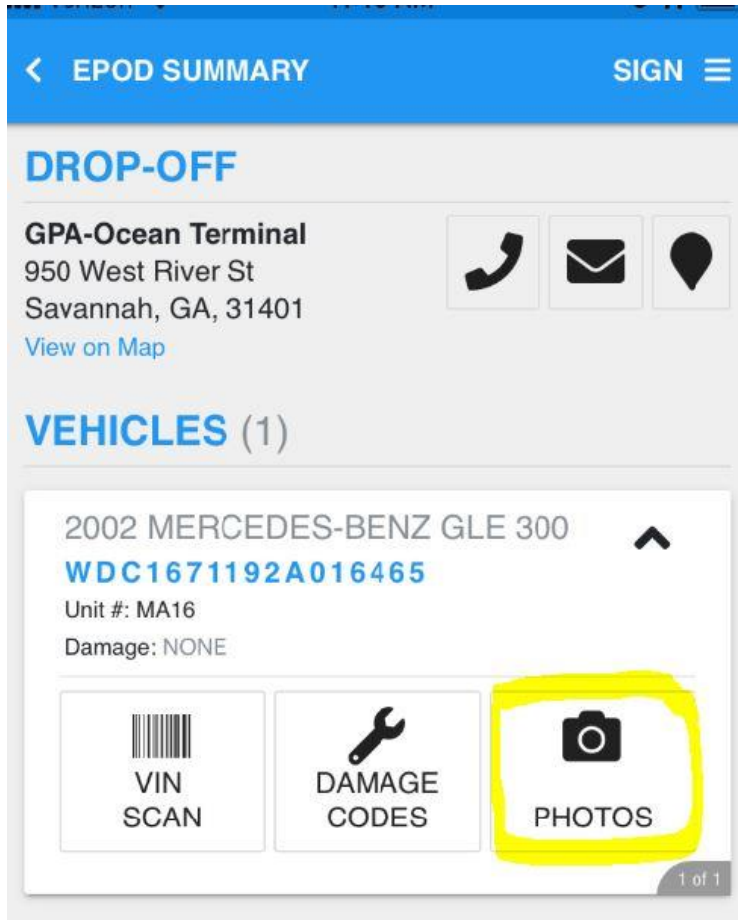 EPOD SUMMARY SIGN
DROP-OFF
GPA-Ocean Terminal
950 West River St
Savannah, GA, 31401
View on Map
VEHICLES (1)
2002 MERCEDES-BENZ GLE 300
WDC1671192A016465
Unit #: MA16
Damage: NONE
VIN SCAN
DAMAGE CODES
PHOTOS
1 of 1